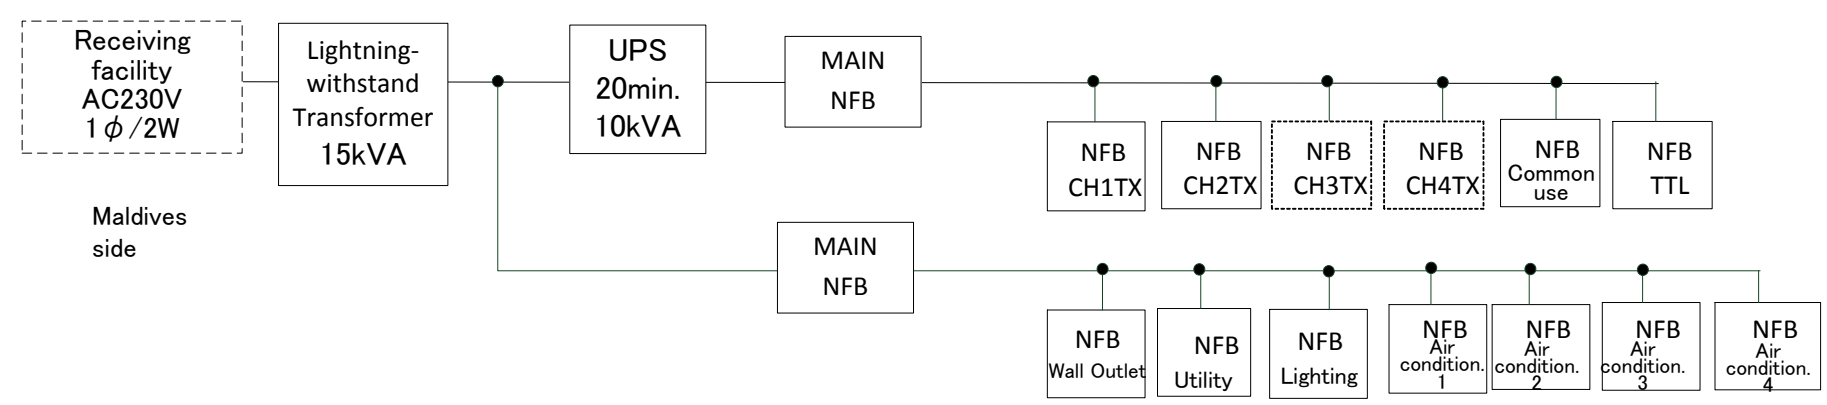 Receiving
facility
AC230V
1φ/2W
Lightning-
withstand
Transformer
15kVA
UPS
20min.
10kVA
MAIN
NFB
NFB
CH1TX
NFB
CH2TX
NFB
CH3TX
NFB
CH4TX
NFB
Common
use
NFB
TTL
Maldives
side
MAIN
NFB
NFB
Wall Outlet
NFB
Utility
NFB
Lighting
NFB
Air
condition.
1
NFB
Air
condition.
2
NFB
Air
condition.
3
NFB
Air
condition.
4